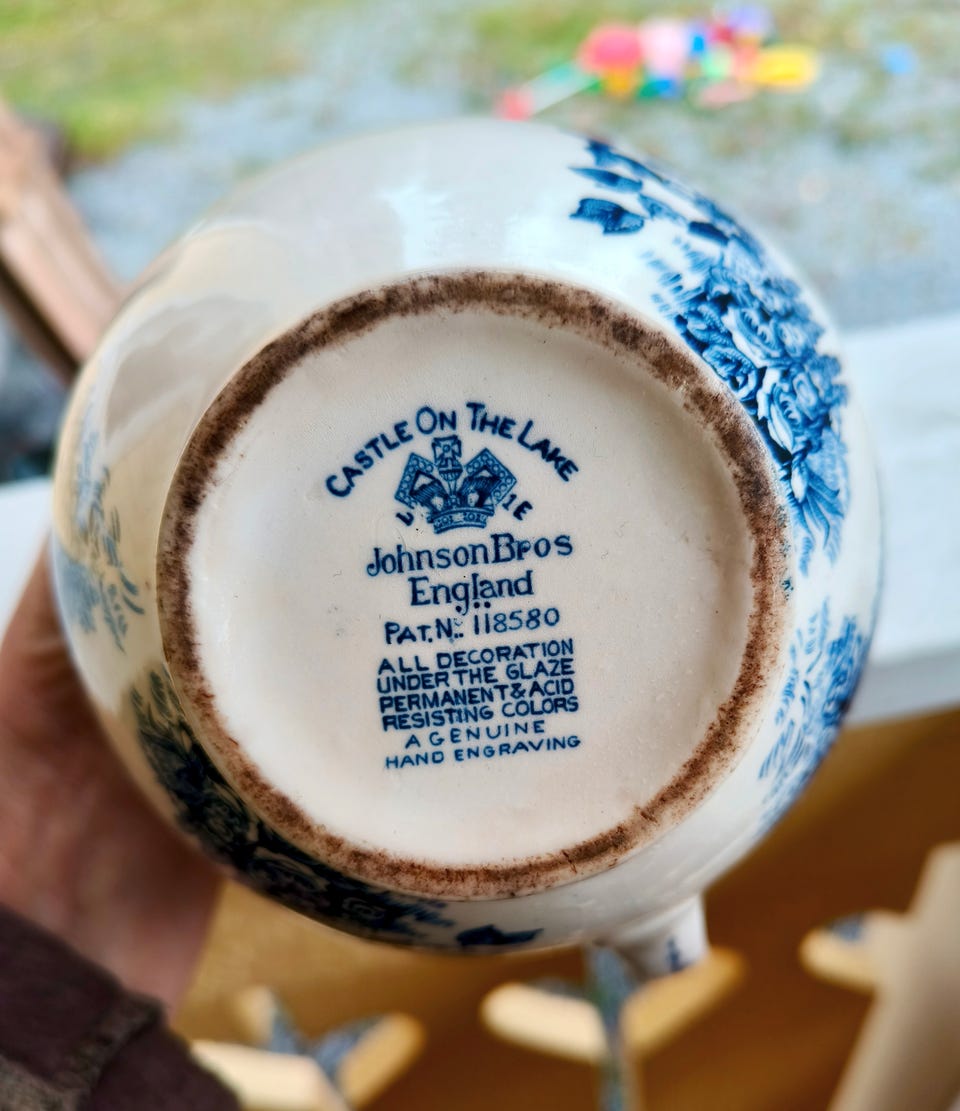 CASTLE ON THE LAKE
Johnson Bros
England
PAT. No. 118580
ALL DECORATION
UNDER THE GLAZE
PERMANENT & ACID
RESISTING COLORS
A GENUINE
HAND ENGRAVING